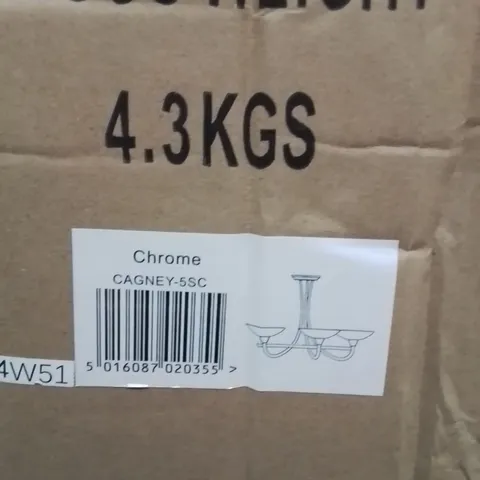 4.3KGS
Chrome
CAGNEY-5SC
5 016087 020355 >
4W51